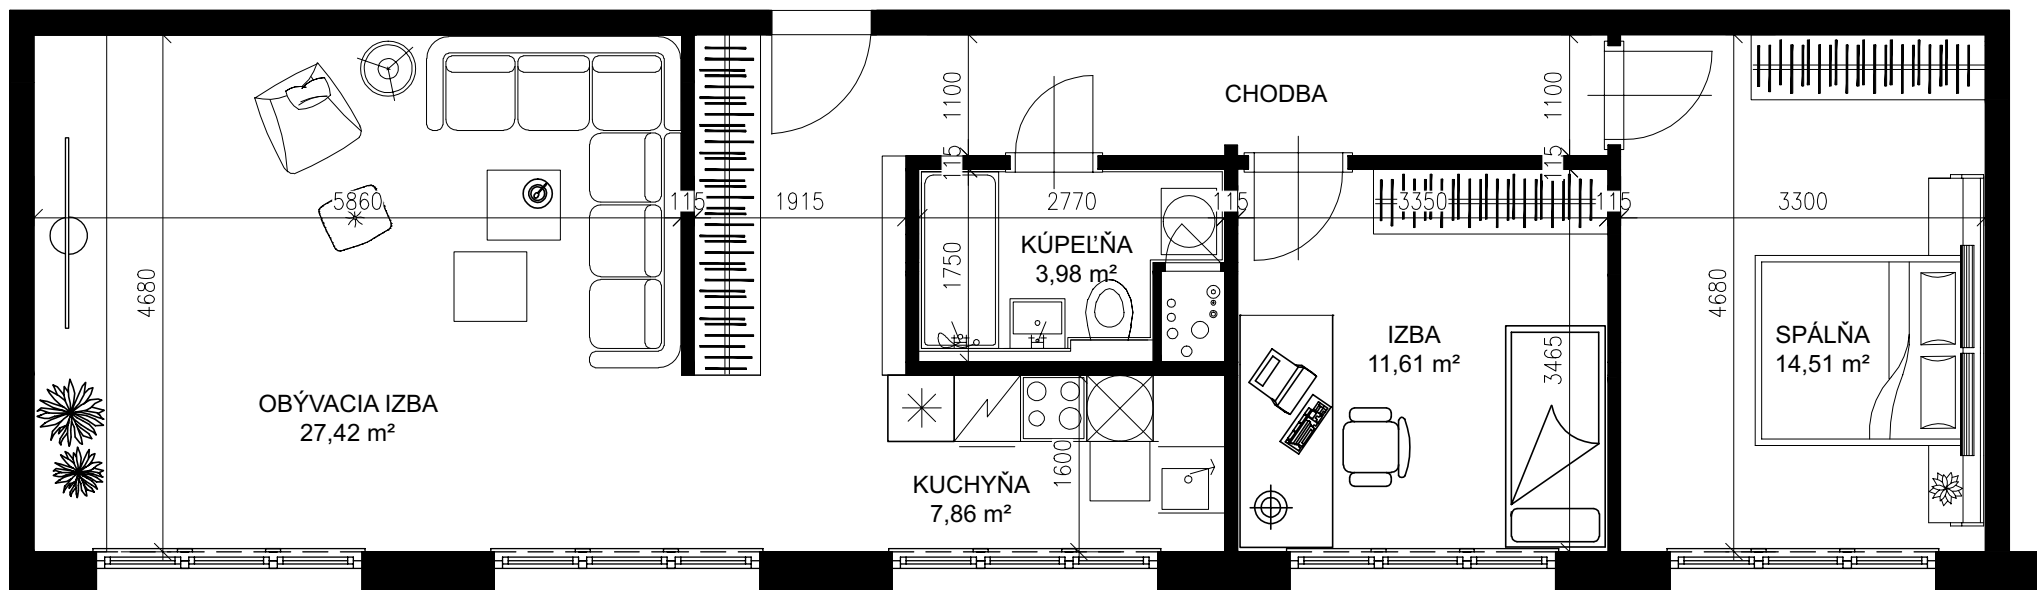 CHODBA
1100
1100
115
115
5860
115
1915
2770
115
3350
115
3300
KÚPEĽŇA
3,98 m²
1750
4680
4680
IZBA
11,61 m²
3465
SPÁLŇA
14,51 m²
OBÝVACIA IZBA
27,42 m²
1600
KUCHYŇA
7,86 m²